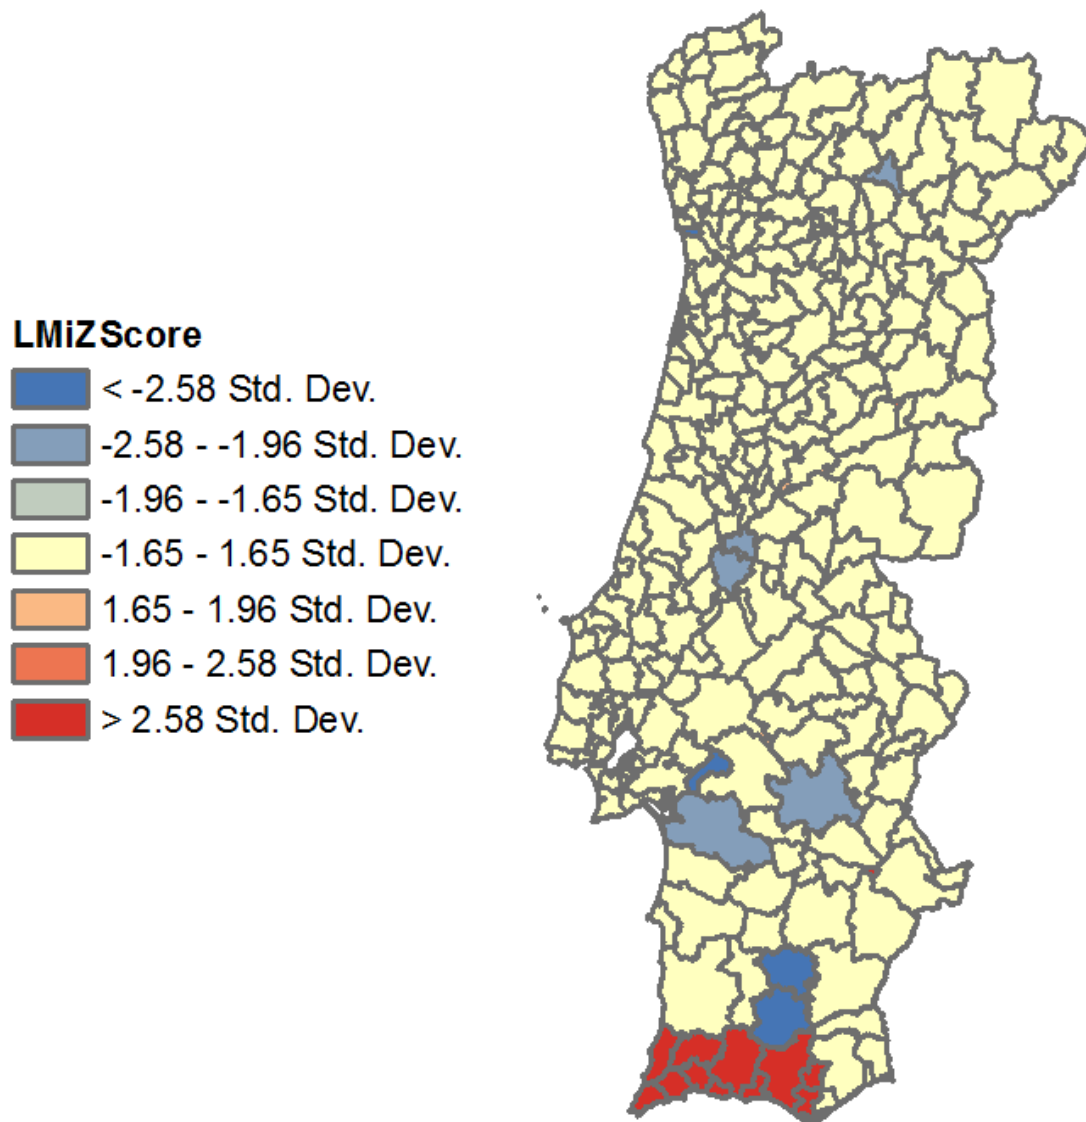 LMiZScore
< -2.58 Std. Dev.
-2.58 - -1.96 Std. Dev.
-1.96 - -1.65 Std. Dev.
-1.65 - 1.65 Std. Dev.
1.65 - 1.96 Std. Dev.
1.96 - 2.58 Std. Dev.
> 2.58 Std. Dev.